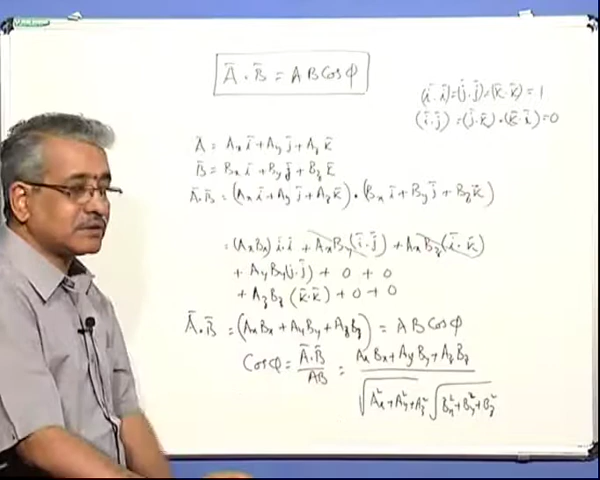 Ā · B̄ = A B Cos φ
(ī · ī) = (j̄ · j̄) = (k̄ · k̄) = 1
(ī · j̄) = (j̄ · k̄) = (k̄ · ī) = 0
Ā = Ax ī + Ay j̄ + Az k̄
B̄ = Bx ī + By j̄ + Bz k̄
Ā · B̄ = (Ax ī + Ay j̄ + Az k̄) · (Bx ī + By j̄ + Bz k̄)
= (Ax Bx) ī · ī + Ax By (ī · j̄) + Ax Bz (ī · k̄)
+ Ay By (j̄ · j̄) + 0 + 0
+ Az Bz (k̄ · k̄) + 0 + 0
Ā · B̄ = (Ax Bx + Ay By + Az Bz) = A B Cos φ
Cos φ = Ā · B̄ / AB = Ax Bx + Ay By + Az Bz / √(Ax² + Ay² + Az²) √(Bx² + By² + Bz²)